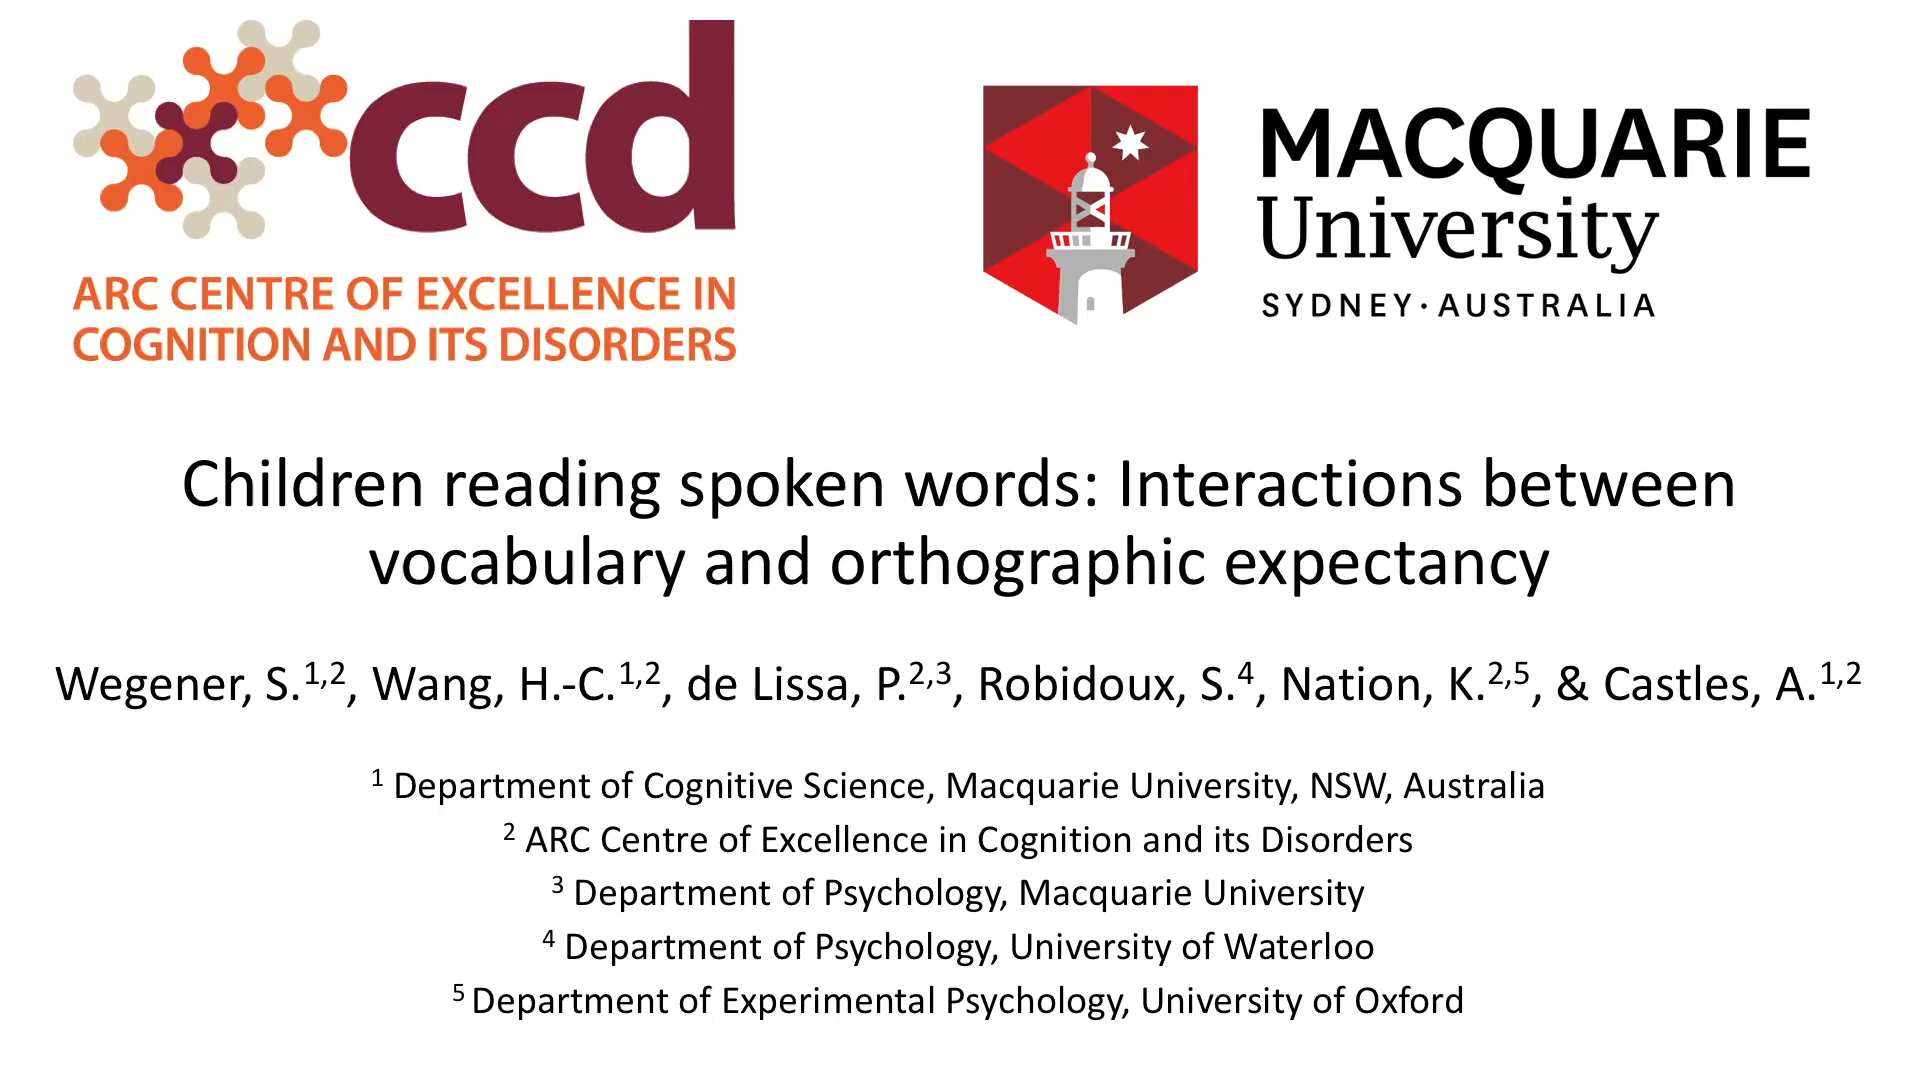 ccd
ARC CENTRE OF EXCELLENCE IN
COGNITION AND ITS DISORDERS
MACQUARIE
University
SYDNEY·AUSTRALIA
Children reading spoken words: Interactions between
vocabulary and orthographic expectancy
Wegener, S.¹,², Wang, H.-C.¹,², de Lissa, P.²,³, Robidoux, S.⁴, Nation, K.²,⁵, & Castles, A.¹,²
¹ Department of Cognitive Science, Macquarie University, NSW, Australia
² ARC Centre of Excellence in Cognition and its Disorders
³ Department of Psychology, Macquarie University
⁴ Department of Psychology, University of Waterloo
⁵ Department of Experimental Psychology, University of Oxford